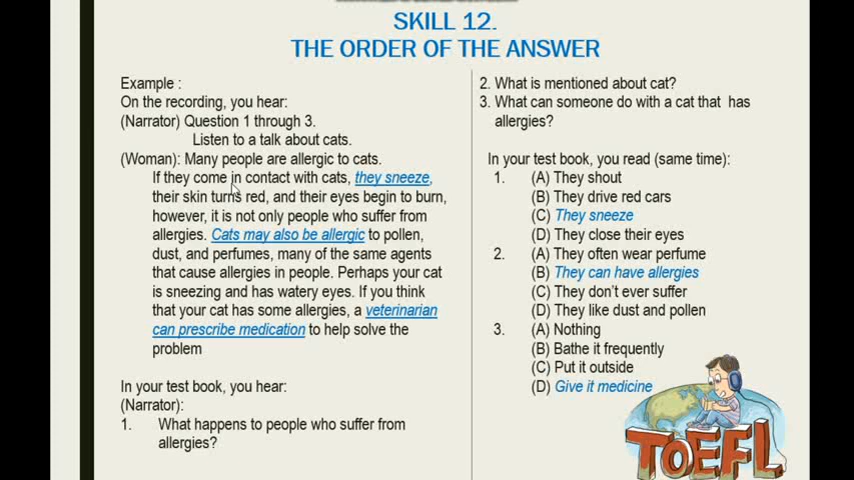 SKILL 12.
THE ORDER OF THE ANSWER
Example :
On the recording, you hear:
(Narrator) Question 1 through 3.
Listen to a talk about cats.
(Woman): Many people are allergic to cats.
If they come in contact with cats, they sneeze,
their skin turns red, and their eyes begin to burn,
however, it is not only people who suffer from
allergies. Cats may also be allergic to pollen,
dust, and perfumes, many of the same agents
that cause allergies in people. Perhaps your cat
is sneezing and has watery eyes. If you think
that your cat has some allergies, a veterinarian
can prescribe medication to help solve the
problem
In your test book, you hear:
(Narrator):
1. What happens to people who suffer from
allergies?
2. What is mentioned about cat?
3. What can someone do with a cat that has
allergies?
In your test book, you read (same time):
1. (A) They shout
(B) They drive red cars
(C) They sneeze
(D) They close their eyes
2. (A) They often wear perfume
(B) They can have allergies
(C) They don't ever suffer
(D) They like dust and pollen
3. (A) Nothing
(B) Bathe it frequently
(C) Put it outside
(D) Give it medicine
TOEFL